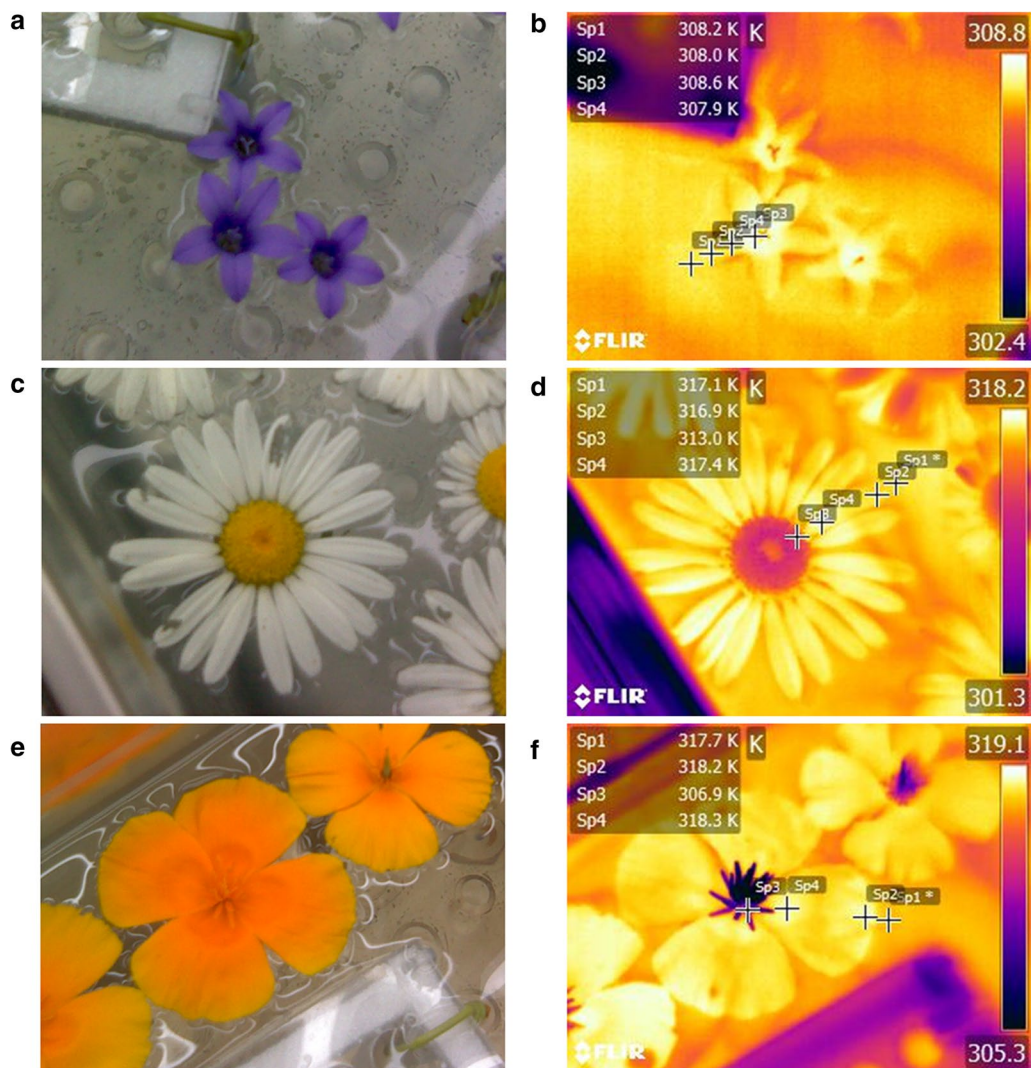 a
b
Sp1 308.2 K K
Sp2 308.0 K
Sp3 308.6 K
Sp4 307.9 K
308.8
Sp4 Sp3
FLIR
302.4
c
d
Sp1 317.1 K K
Sp2 316.9 K
Sp3 313.0 K
Sp4 317.4 K
318.2
Sp1 *
Sp2
Sp4
FLIR
301.3
e
f
Sp1 317.7 K K
Sp2 318.2 K
Sp3 306.9 K
Sp4 318.3 K
319.1
Sp3 Sp4
Sp2 Sp1 *
FLIR
305.3